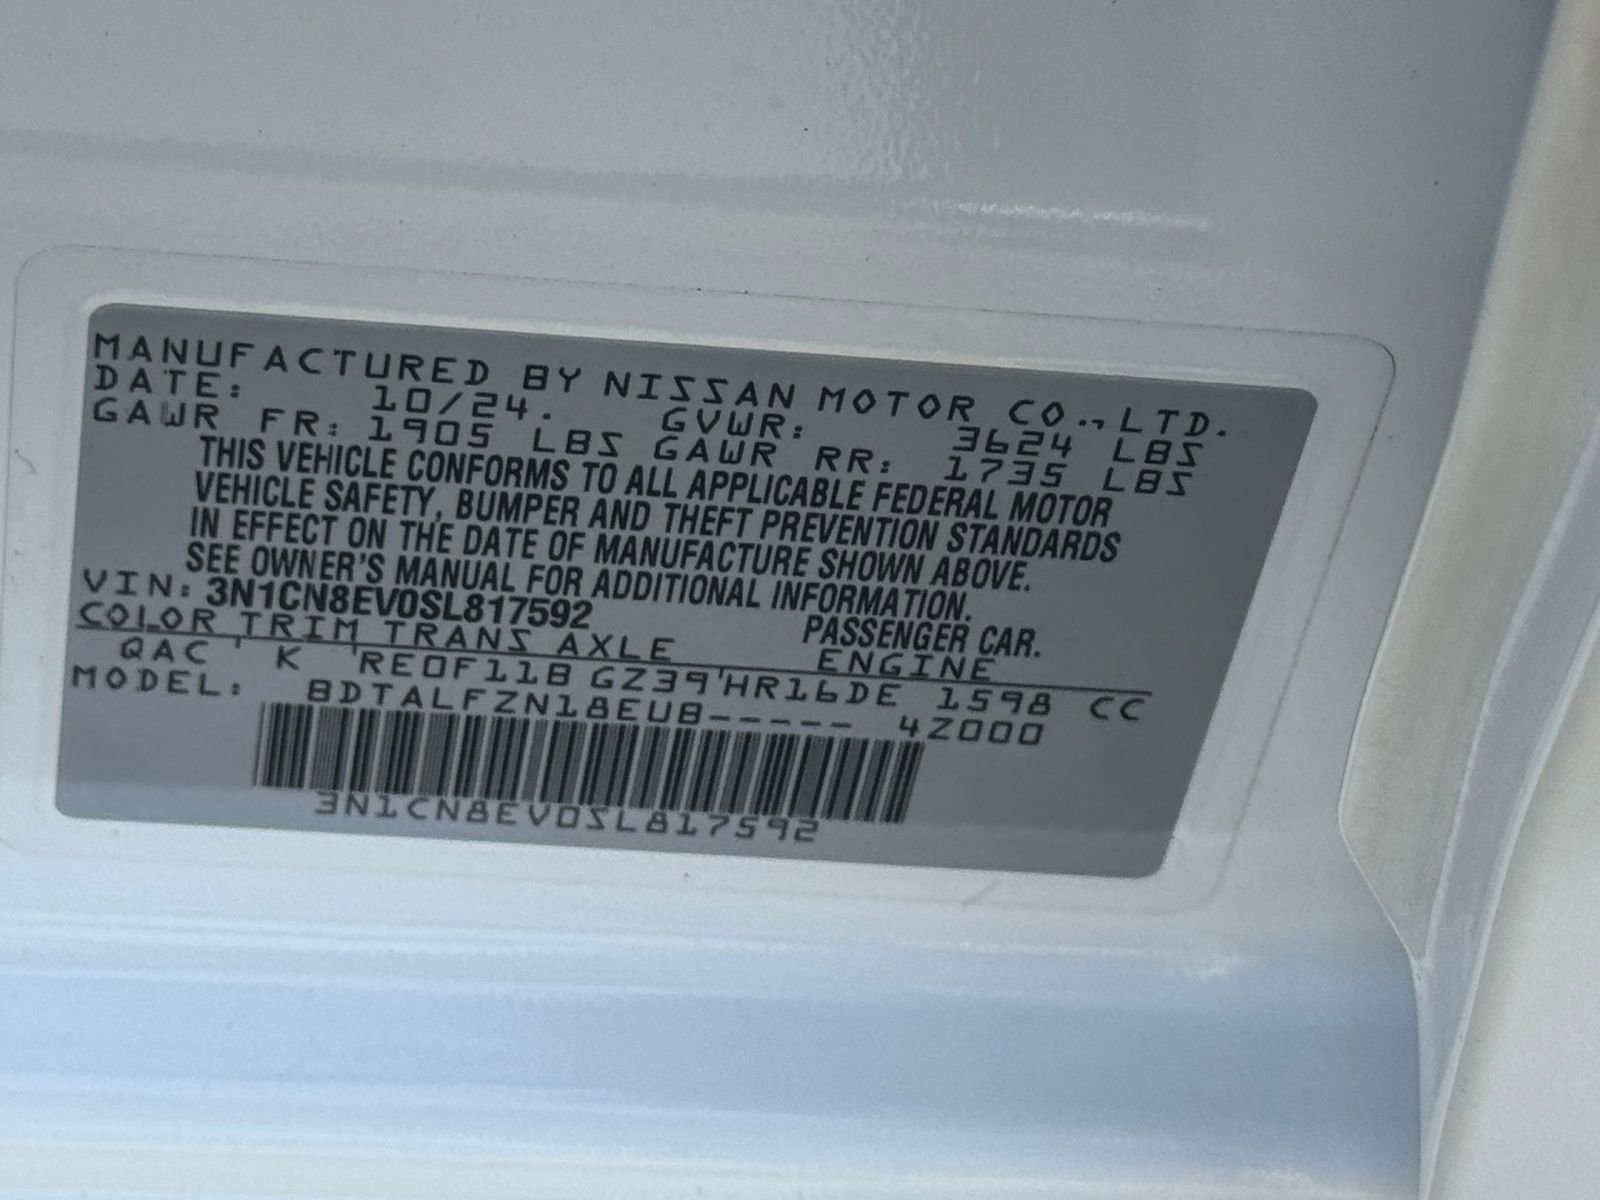 MANUFACTURED BY NISSAN MOTOR CO.,LTD.
DATE: 10/24. GVWR: 3624 LBS
GAWR FR: 1905 LBS GAWR RR: 1735 LBS
THIS VEHICLE CONFORMS TO ALL APPLICABLE FEDERAL MOTOR
VEHICLE SAFETY, BUMPER AND THEFT PREVENTION STANDARDS
IN EFFECT ON THE DATE OF MANUFACTURE SHOWN ABOVE.
SEE OWNER'S MANUAL FOR ADDITIONAL INFORMATION.
VIN: 3N1CN8EV0SL817592 PASSENGER CAR.
COLOR TRIM TRANS AXLE ENGINE
QAC K RE0F11B GZ39 HR16DE 1598 CC
MODEL: BDTALFZN18EUB----- 4Z000
3N1CN8EV0SL817592